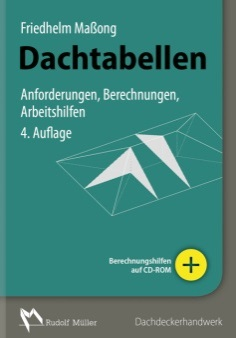 Friedhelm Maßong
Dachtabellen
Anforderungen, Berechnungen,
Arbeitshilfen
4. Auflage
Berechnungshilfen
auf CD-ROM
+
Rudolf Müller
Dachdeckerhandwerk